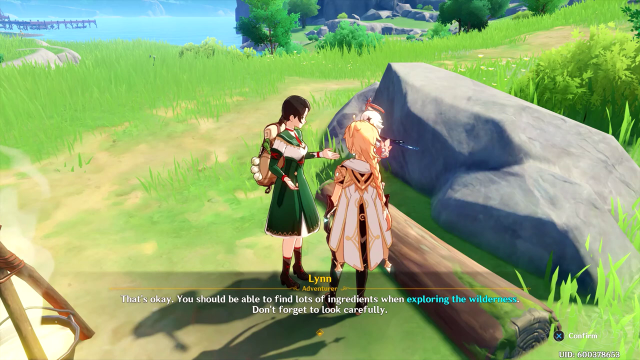 Lynn
Adventurer
That's okay. You should be able to find lots of ingredients when exploring the wilderness.
Don't forget to look carefully.
Confirm
UID. 600378653